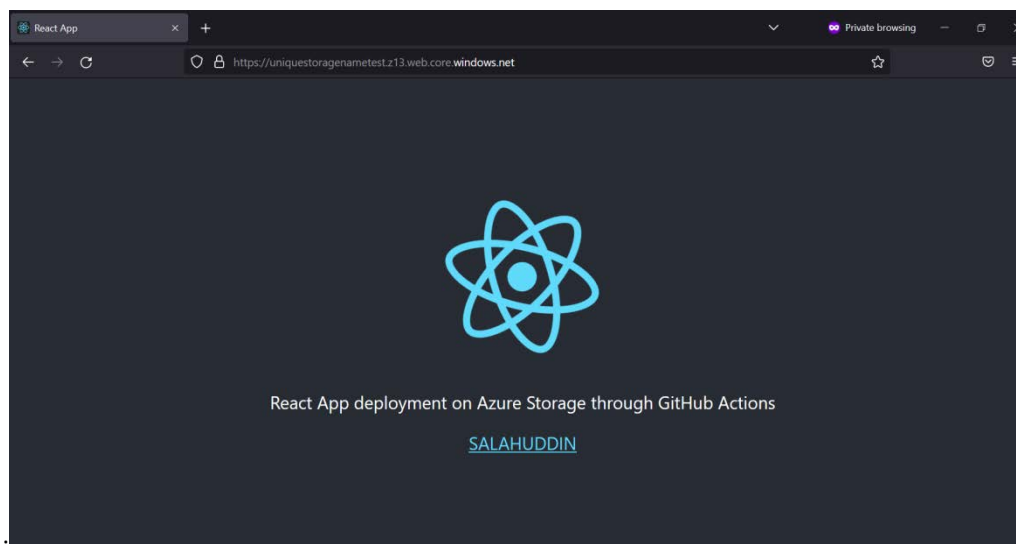 React App
Private browsing
https://uniquestoragenametest.z13.web.core.windows.net
React App deployment on Azure Storage through GitHub Actions
SALAHUDDIN